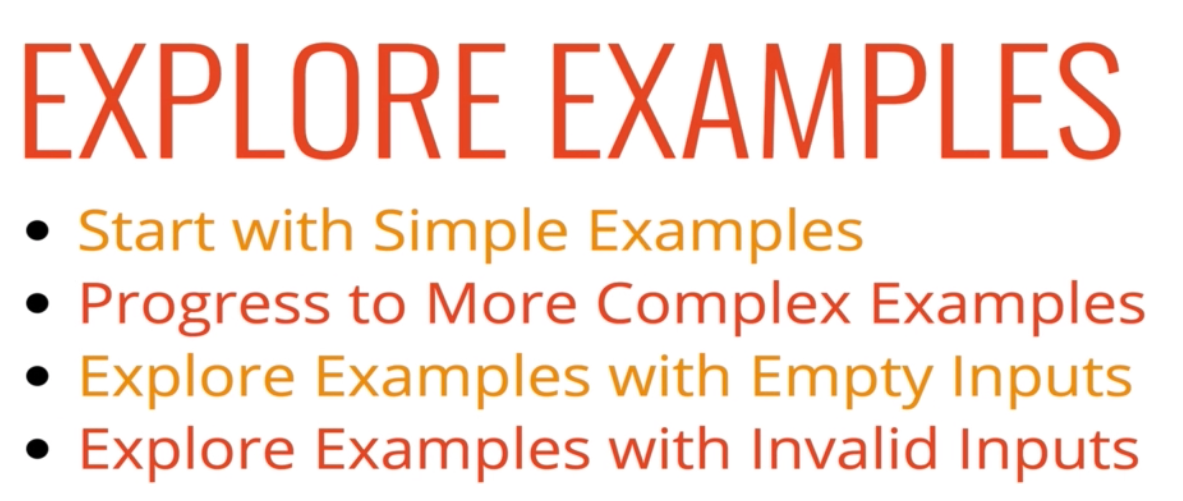 EXPLORE EXAMPLES
• Start with Simple Examples
• Progress to More Complex Examples
• Explore Examples with Empty Inputs
• Explore Examples with Invalid Inputs